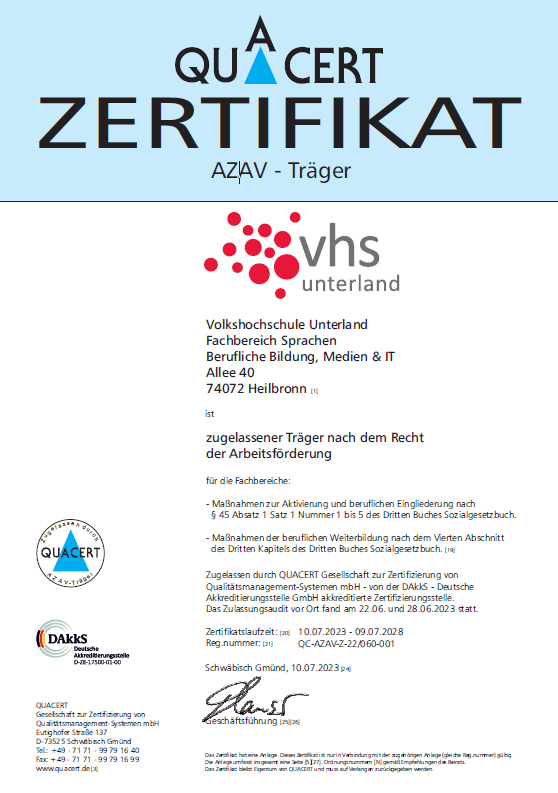 QUACERT
ZERTIFIKAT
AZAV - Träger
vhs
unterland
Volkshochschule Unterland
Fachbereich Sprachen
Berufliche Bildung, Medien & IT
Allee 40
74072 Heilbronn [1]
ist
zugelassener Träger nach dem Recht
der Arbeitsförderung
für die Fachbereiche:
- Maßnahmen zur Aktivierung und beruflichen Eingliederung nach
§ 45 Absatz 1 Satz 1 Nummer 1 bis 5 des Dritten Buches Sozialgesetzbuch.
- Maßnahmen der beruflichen Weiterbildung nach dem Vierten Abschnitt
des Dritten Kapitels des Dritten Buches Sozialgesetzbuch. [19]
Zugelassen durch QUACERT Gesellschaft zur Zertifizierung von
Qualitätsmanagement-Systemen mbH - von der DAkkS - Deutsche
Akkreditierungsstelle GmbH akkreditierte Zertifizierungsstelle.
Das Zulassungsaudit vor Ort fand am 22.06. und 28.06.2023 statt.
Zertifikatslaufzeit: [20] 10.07.2023 - 09.07.2028
Reg.nummer: [21] QC-AZAV-Z-22/060-001
Schwäbisch Gmünd, 10.07.2023 [24]
Geschäftsführung [25][26]
Zugelassen durch
QUACERT
AZAV-Träger
DAkkS
Deutsche
Akkreditierungsstelle
D-ZE-17500-01-00
QUACERT
Gesellschaft zur Zertifizierung von
Qualitätsmanagement-Systemen mbH
Eutighofer Straße 137
D-73525 Schwäbisch Gmünd
Tel.: +49 - 71 71 - 99 79 16 40
Fax: +49 - 71 71 - 99 79 16 99
www.quacert.de [3]
Das Zertifikat hat eine Anlage. Dieses Zertifikat ist nur in Verbindung mit der zugehörigen Anlage (gleiche Reg.nummer) gültig.
Die Anlage umfasst insgesamt eine Seite [5][27]. Ordnungsnummern [N] gemäß Empfehlungen des Beirats.
Das Zertifikat bleibt Eigentum von QUACERT und muss auf Verlangen zurückgegeben werden.